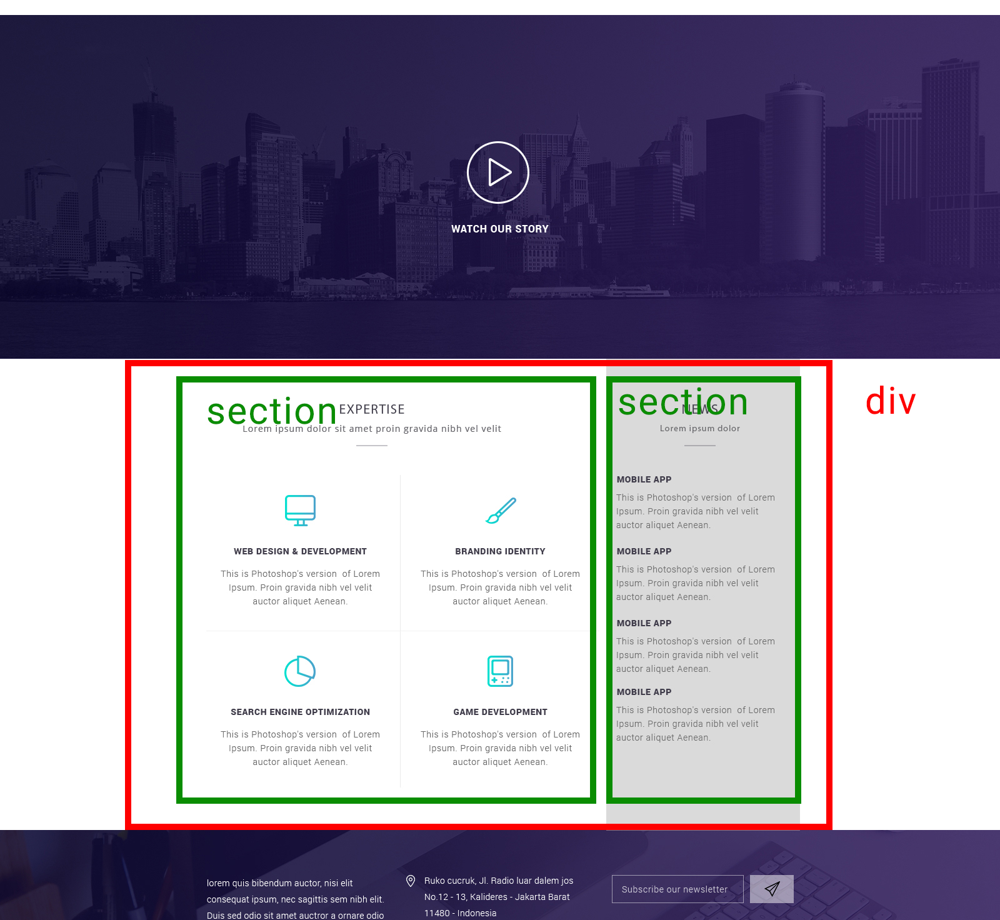 WATCH OUR STORY
section
EXPERTISE
Lorem ipsum dolor sit amet proin gravida nibh vel velit
WEB DESIGN & DEVELOPMENT
This is Photoshop's version of Lorem
Ipsum. Proin gravida nibh vel velit
auctor aliquet Aenean.
BRANDING IDENTITY
This is Photoshop's version of Lorem
Ipsum. Proin gravida nibh vel velit
auctor aliquet Aenean.
SEARCH ENGINE OPTIMIZATION
This is Photoshop's version of Lorem
Ipsum. Proin gravida nibh vel velit
auctor aliquet Aenean.
GAME DEVELOPMENT
This is Photoshop's version of Lorem
Ipsum. Proin gravida nibh vel velit
auctor aliquet Aenean.
section
NEWS
Lorem ipsum dolor
MOBILE APP
This is Photoshop's version of Lorem
Ipsum. Proin gravida nibh vel velit
auctor aliquet Aenean.
MOBILE APP
This is Photoshop's version of Lorem
Ipsum. Proin gravida nibh vel velit
auctor aliquet Aenean.
MOBILE APP
This is Photoshop's version of Lorem
Ipsum. Proin gravida nibh vel velit
auctor aliquet Aenean.
MOBILE APP
This is Photoshop's version of Lorem
Ipsum. Proin gravida nibh vel velit
auctor aliquet Aenean.
div
lorem quis bibendum auctor, nisi elit
consequat ipsum, nec sagittis sem nibh elit.
Duis sed odio sit amet auctror a ornare odio
Ruko cucruk, Jl. Radio luar dalem jos
No.12 - 13, Kalideres - Jakarta Barat
11480 - Indonesia
Subscribe our newsletter